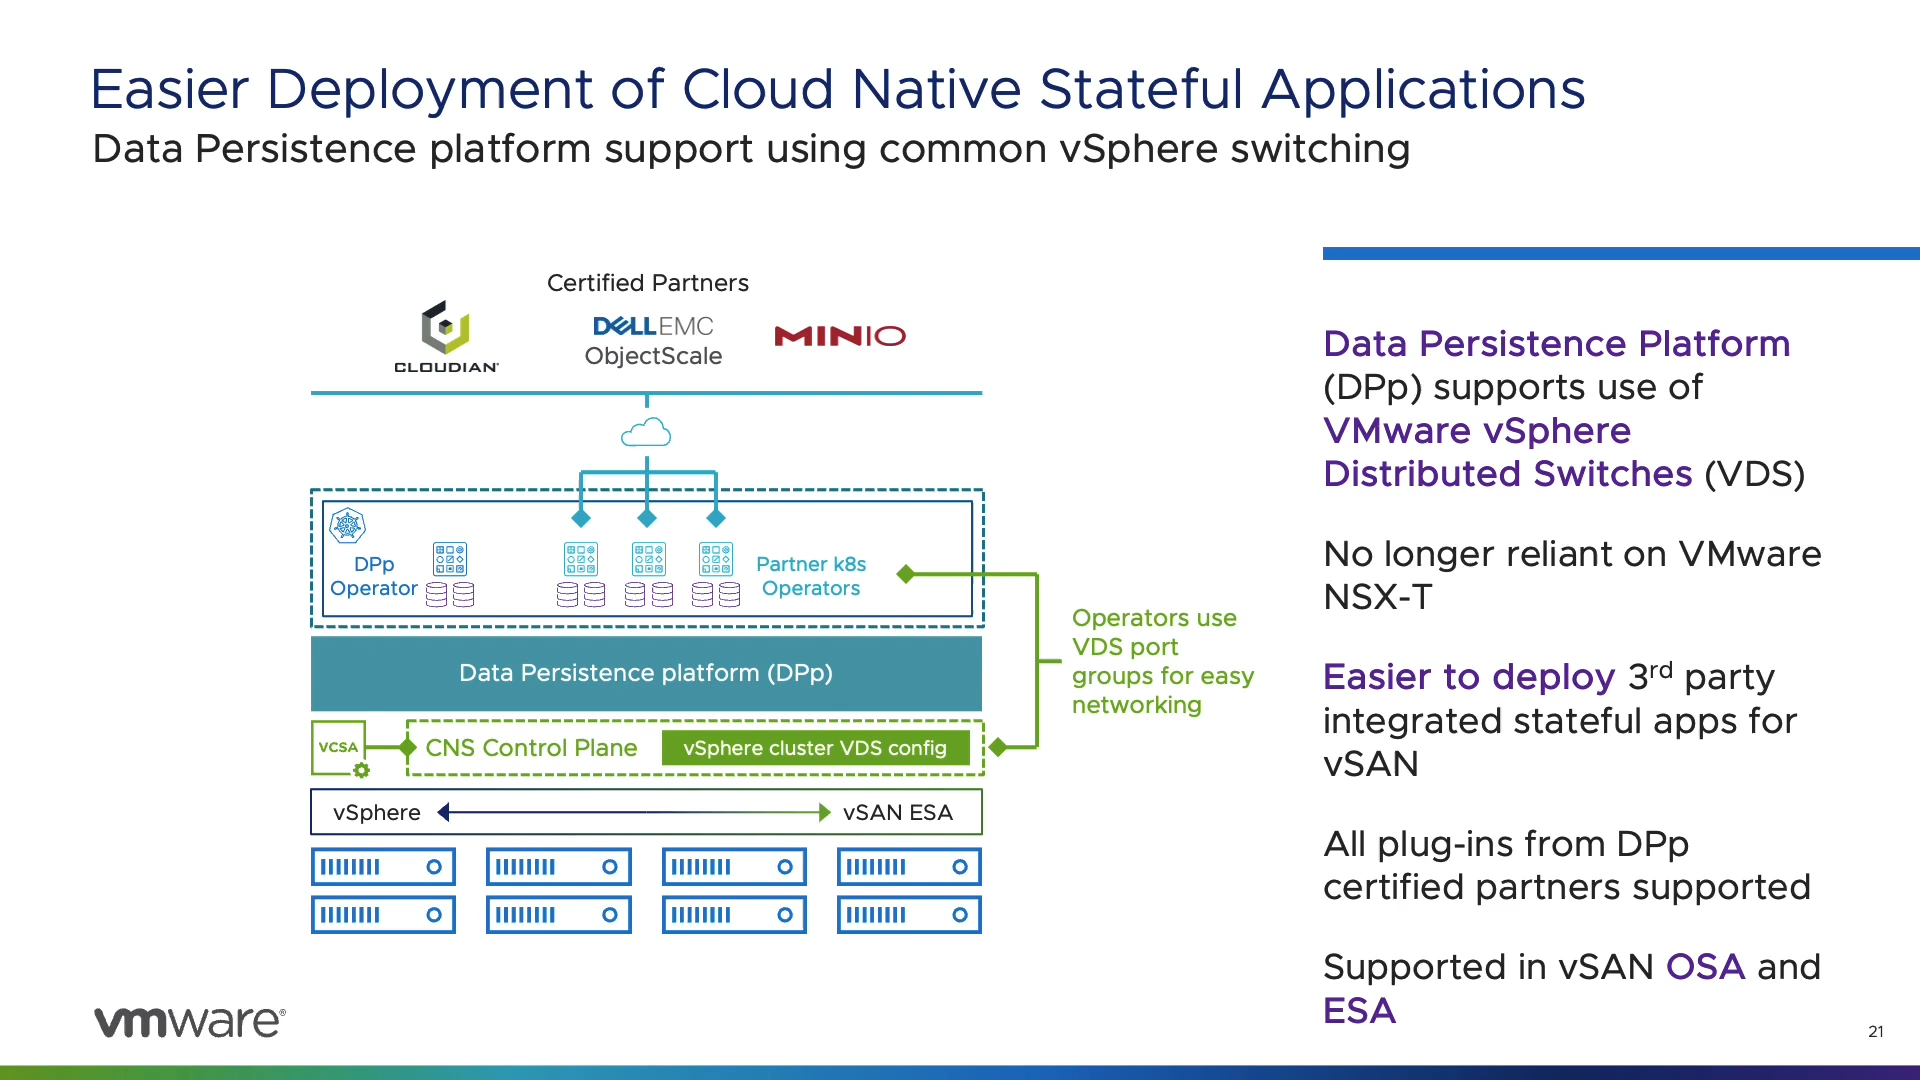 Easier Deployment of Cloud Native Stateful Applications
Data Persistence platform support using common vSphere switching
Certified Partners
CLOUDIAN®
DELLEMC
ObjectScale
MINIO
DPp
Operator
Partner k8s
Operators
Data Persistence platform (DPp)
VCSA
CNS Control Plane
vSphere cluster VDS config
vSphere
vSAN ESA
Operators use
VDS port
groups for easy
networking
Data Persistence Platform
(DPp) supports use of
VMware vSphere
Distributed Switches (VDS)
No longer reliant on VMware
NSX-T
Easier to deploy 3rd party
integrated stateful apps for
vSAN
All plug-ins from DPp
certified partners supported
Supported in vSAN OSA and
ESA
vmware®
21